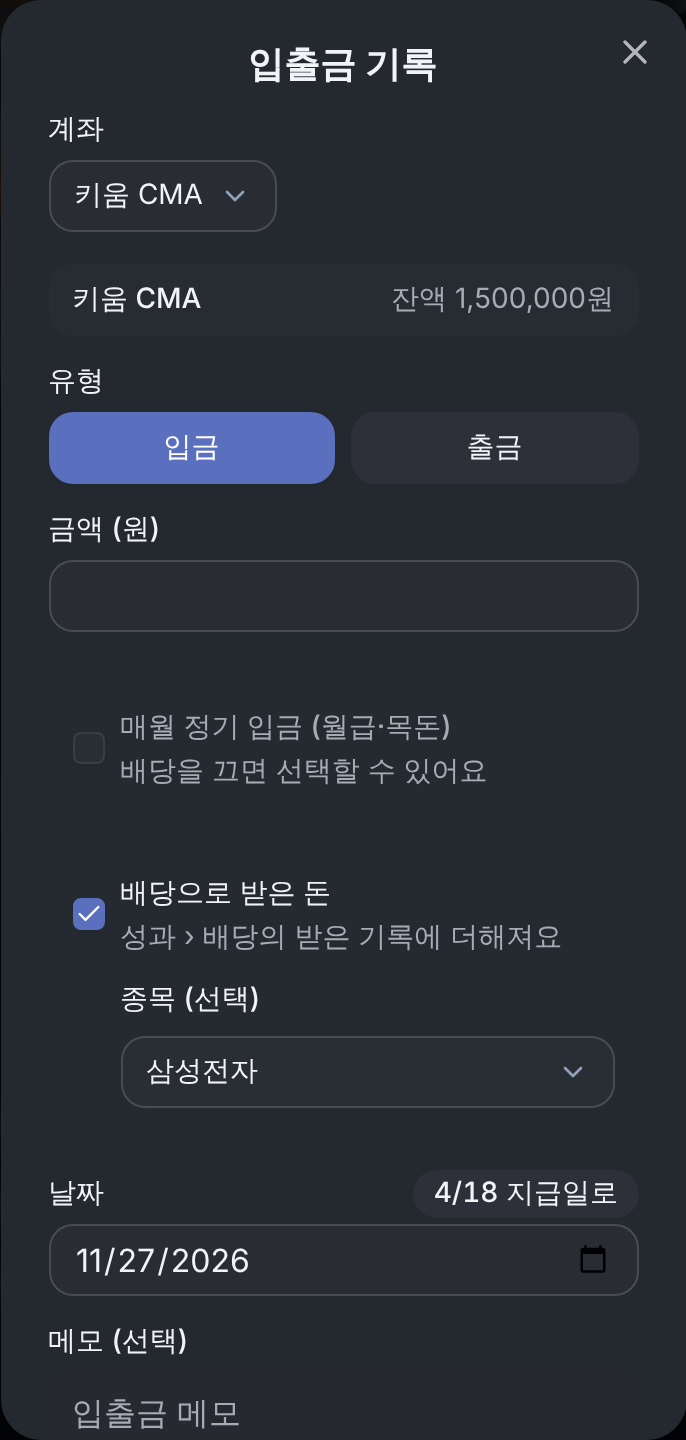 입출금 기록
계좌
키움 CMA
키움 CMA 잔액 1,500,000원
유형
입금 출금
금액 (원)
매월 정기 입금 (월급·목돈)
배당을 끄면 선택할 수 있어요
배당으로 받은 돈
성과 › 배당의 받은 기록에 더해져요
종목 (선택)
삼성전자
날짜 4/18 지급일로
11/27/2026
메모 (선택)
입출금 메모